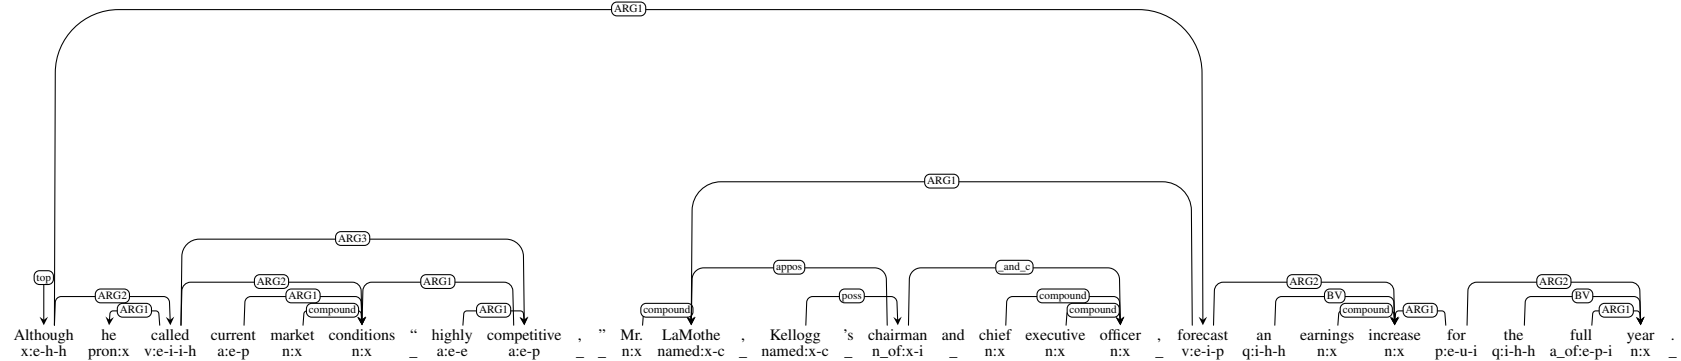 ARG1
ARG1
ARG3
top ARG2 ARG1 ARG2 ARG1 compound ARG1 ARG1 compound appos poss _and_c compound compound ARG2 BV compound ARG1 ARG2 BV ARG1
Although he called current market conditions “ highly competitive , ” Mr. LaMothe , Kellogg 's chairman and chief executive officer , forecast an earnings increase for the full year .
x:e-h-h pron:x v:e-i-i-h a:e-p n:x n:x _ a:e-e a:e-p _ _ n:x named:x-c _ named:x-c _ n_of:x-i _ n:x n:x n:x _ v:e-i-p q:i-h-h n:x n:x p:e-u-i q:i-h-h a_of:e-p-i n:x _